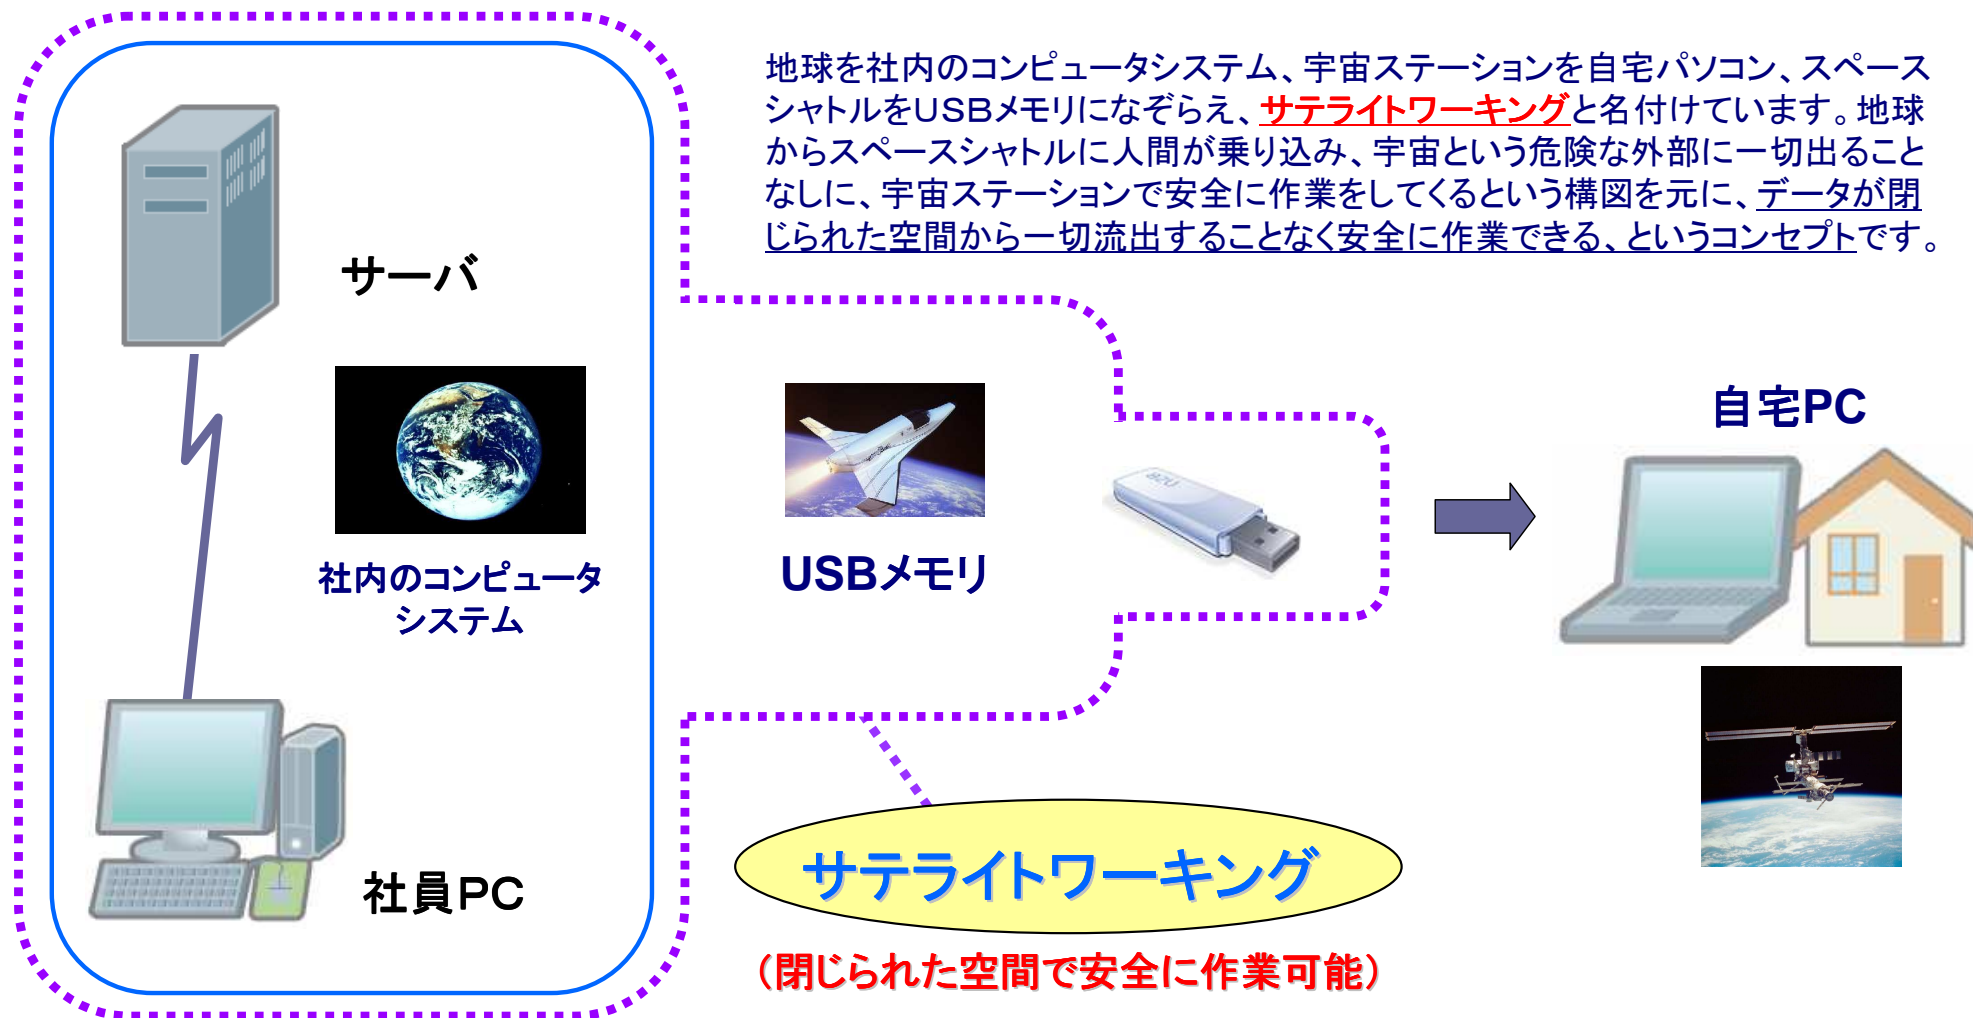 地球を社内のコンピュータシステム、宇宙ステーションを自宅パソコン、スペース
シャトルをUSBメモリになぞらえ、サテライトワーキングと名付けています。地球
からスペースシャトルに人間が乗り込み、宇宙という危険な外部に一切出ること
なしに、宇宙ステーションで安全に作業をしてくるという構図を元に、データが閉
じられた空間から一切流出することなく安全に作業できる、というコンセプトです。
サーバ
社内のコンピュータ
システム
社員PC
USBメモリ
USB
自宅PC
サテライトワーキング
（閉じられた空間で安全に作業可能）